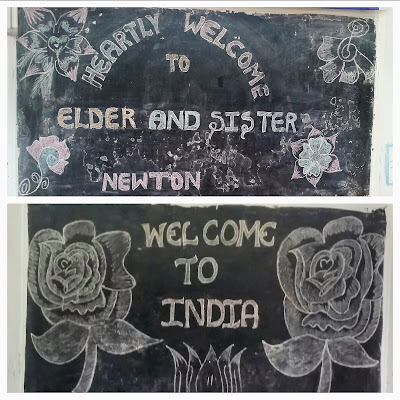 HEARTLY WELCOME
TO
ELDER AND SISTER
NEWTON
WELCOME
TO
INDIA